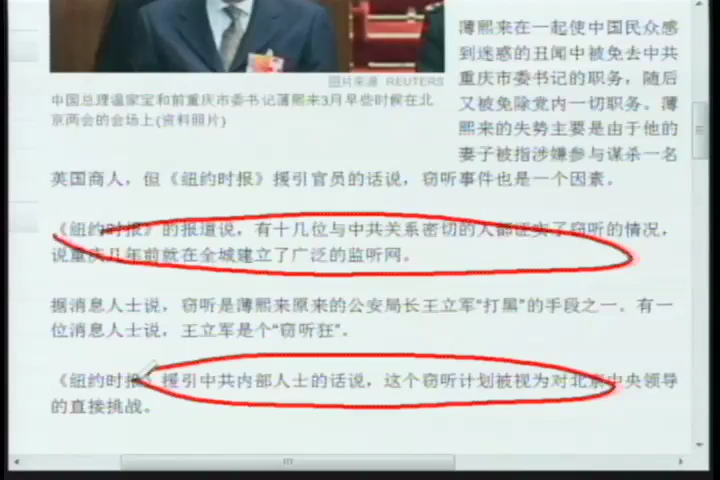 薄熙来在一起使中国民众感
到迷惑的丑闻中被免去中共
重庆市委书记的职务，随后
又被免除党内一切职务。薄
熙来的失势主要是由于他的
妻子被指涉嫌参与谋杀一名
图片来源 REUTERS
中国总理温家宝和前重庆市委书记薄熙来3月早些时候在北
京两会的会场上(资料照片)
英国商人，但《纽约时报》援引官员的话说，窃听事件也是一个因素。
《纽约时报》的报道说，有十几位与中共关系密切的人都证实了窃听的情况，
说重庆几年前就在全城建立了广泛的监听网。
据消息人士说，窃听是薄熙来原来的公安局长王立军“打黑”的手段之一。有一
位消息人士说，王立军是个“窃听狂”。
《纽约时报》援引中共内部人士的话说，这个窃听计划被视为对北京中央领导
的直接挑战。